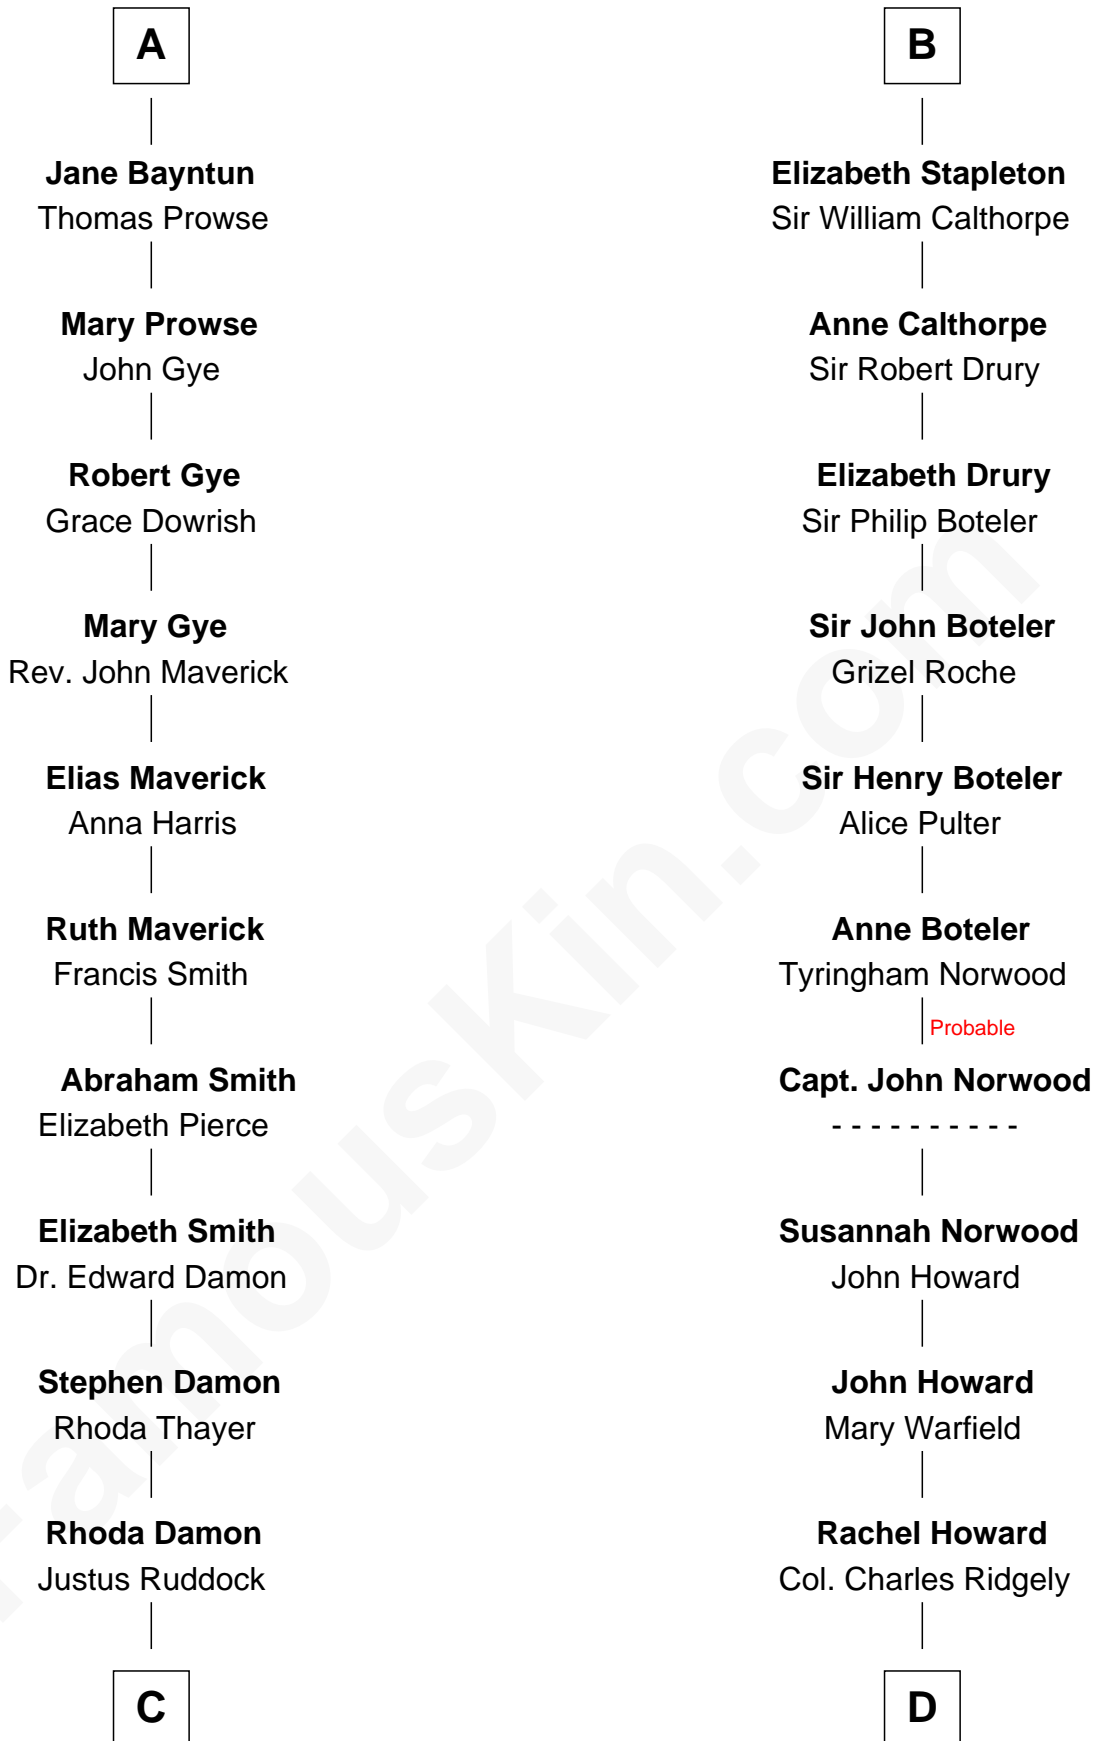 A
Jane Bayntun
Thomas Prowse
Mary Prowse
John Gye
Robert Gye
Grace Dowrish
Mary Gye
Rev. John Maverick
Elias Maverick
Anna Harris
Ruth Maverick
Francis Smith
Abraham Smith
Elizabeth Pierce
Elizabeth Smith
Dr. Edward Damon
Stephen Damon
Rhoda Thayer
Rhoda Damon
Justus Ruddock
C
B
Elizabeth Stapleton
Sir William Calthorpe
Anne Calthorpe
Sir Robert Drury
Elizabeth Drury
Sir Philip Boteler
Sir John Boteler
Grizel Roche
Sir Henry Boteler
Alice Pulter
Anne Boteler
Tyringham Norwood
Probable
Capt. John Norwood
- - - - - - - - - -
Susannah Norwood
John Howard
John Howard
Mary Warfield
Rachel Howard
Col. Charles Ridgely
D
FamousKin.com